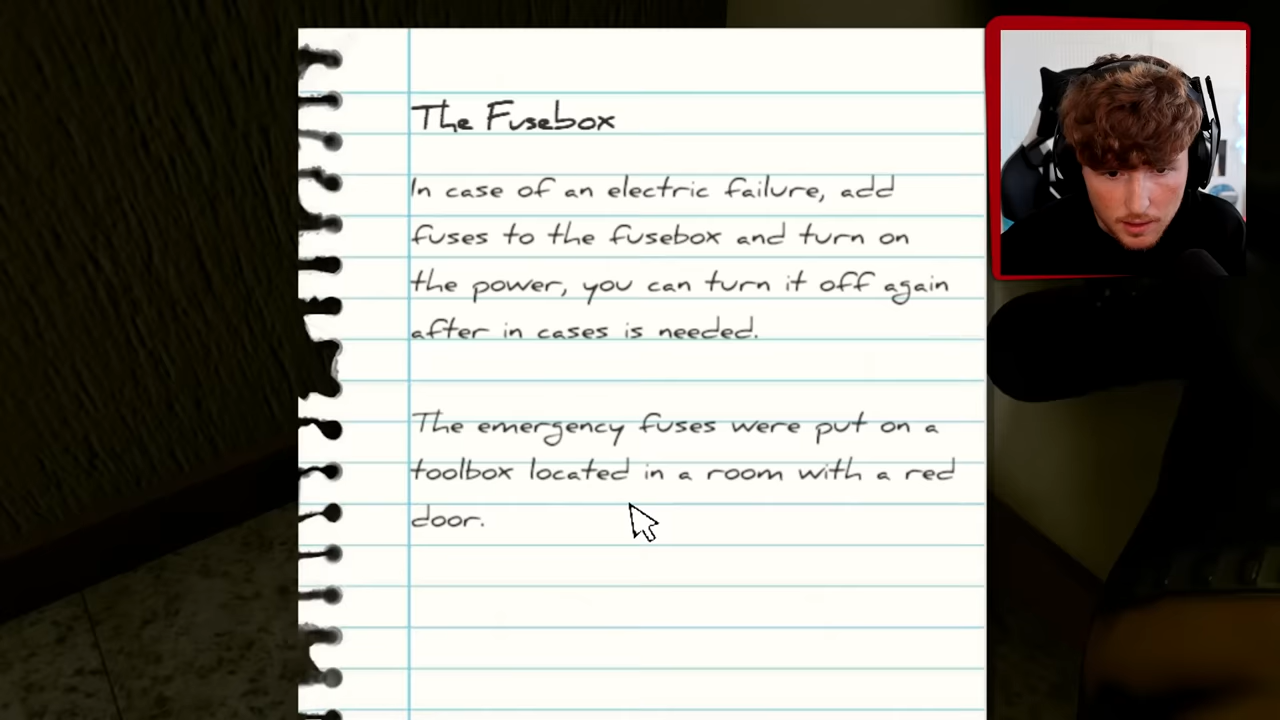 The Fusebox
In case of an electric failure, add
fuses to the fusebox and turn on
the power, you can turn it off again
after in cases is needed.
The emergency fuses were put on a
toolbox located in a room with a red
door.